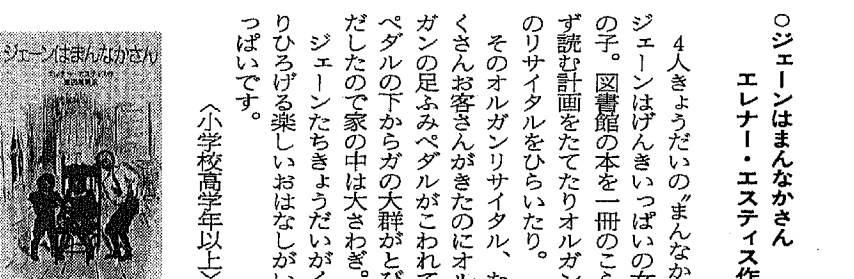 ○ジェーンはまんなかさん
エレナー・エスティス作
4人きょうだいの〝まんなか
ジェーンはげんきいっぱいの女
の子。図書館の本を一冊のこら
ず読む計画をたてたりオルガン
のリサイタルをひらいたり。
そのオルガンリサイタル、た
くさんお客さんがきたのにオル
ガンの足ふみペダルがこわれて
ペダルの下からガの大群がとび
だしたので家の中は大さわぎ。
ジェーンたちきょうだいがく
りひろげる楽しいおはなしがい
っぱいです。
〈小学校高学年以上〉
ジェーンはまんなかさん